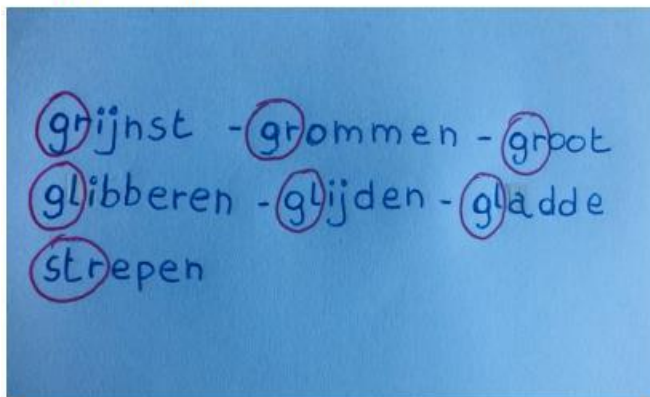 grijnst - grommen - groot
glibberen - glijden - gladde
strepen